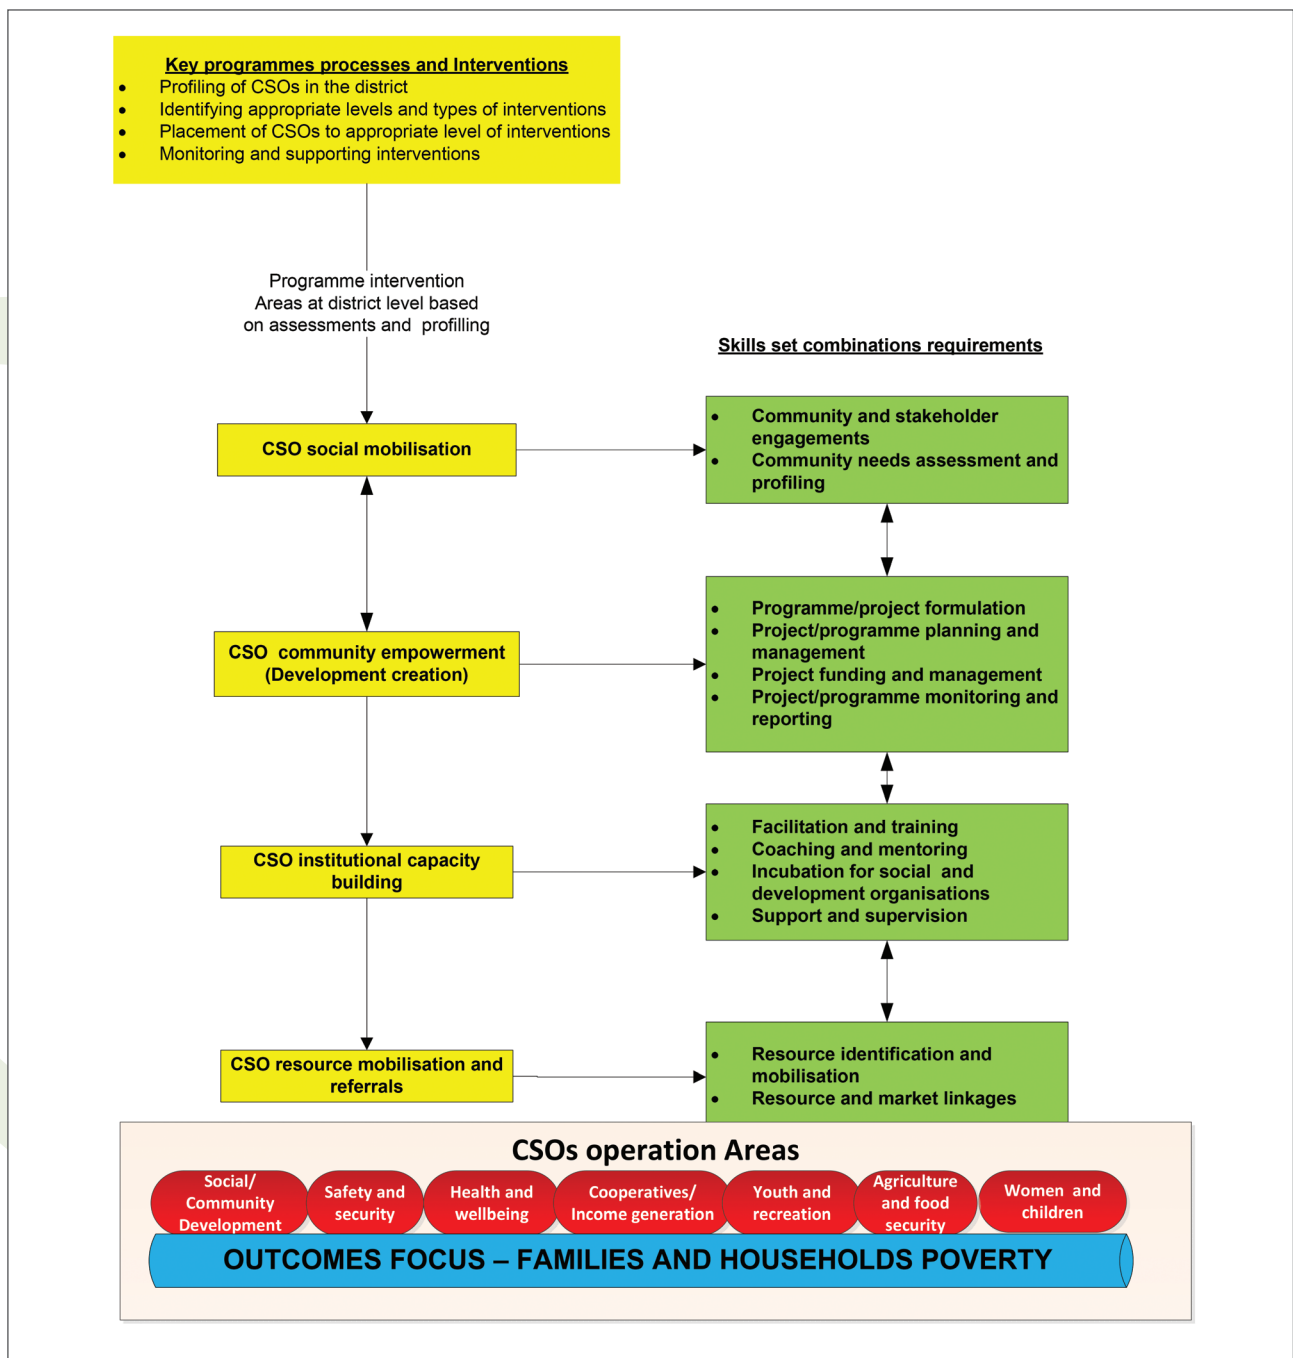 Key programmes processes and Interventions
• Profiling of CSOs in the district
• Identifying appropriate levels and types of interventions
• Placement of CSOs to appropriate level of interventions
• Monitoring and supporting interventions
Programme intervention
Areas at district level based
on assessments and profilling
Skills set combinations requirements
CSO social mobilisation
• Community and stakeholder
engagements
• Community needs assessment and
profiling
CSO community empowerment
(Development creation)
• Programme/project formulation
• Project/programme planning and
management
• Project funding and management
• Project/programme monitoring and
reporting
CSO institutional capacity
building
• Facilitation and training
• Coaching and mentoring
• Incubation for social and
development organisations
• Support and supervision
CSO resource mobilisation and
referrals
• Resource identification and
mobilisation
• Resource and market linkages
CSOs operation Areas
Social/
Community
Development
Safety and
security
Health and
wellbeing
Cooperatives/
Income generation
Youth and
recreation
Agriculture
and food
security
Women and
children
OUTCOMES FOCUS – FAMILIES AND HOUSEHOLDS POVERTY